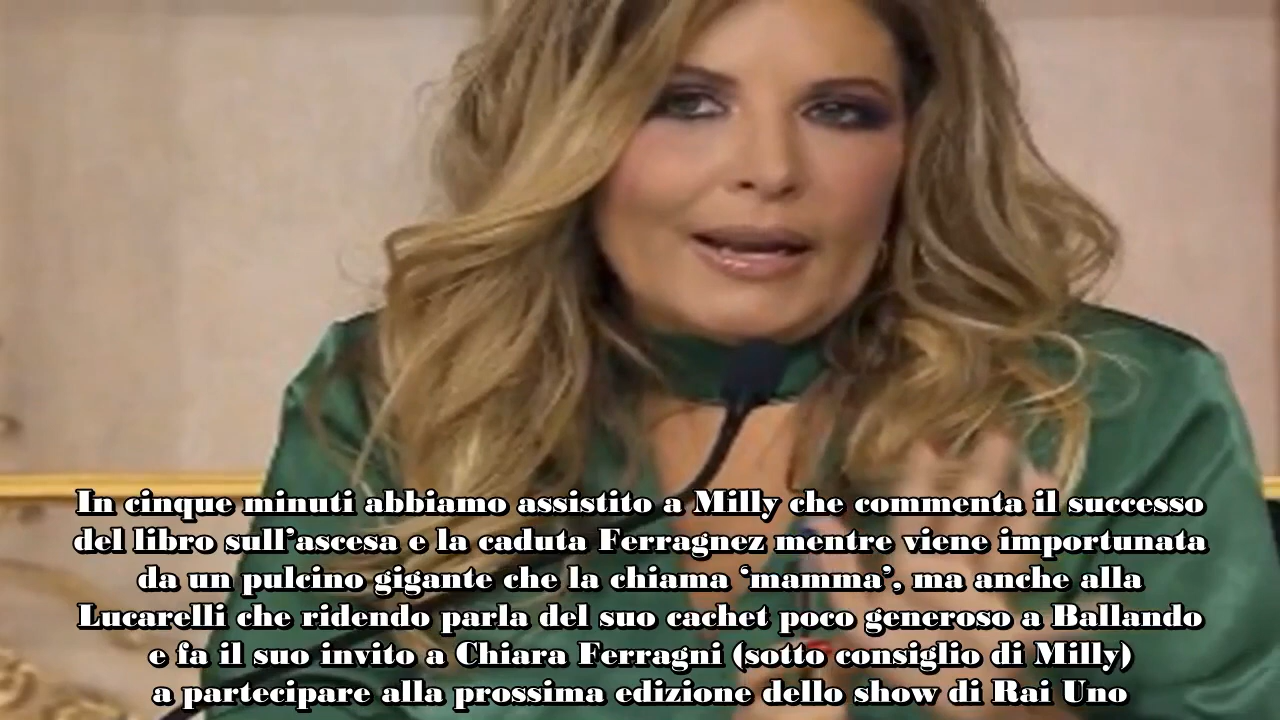 In cinque minuti abbiamo assistito a Milly che commenta il successo
del libro sull’ascesa e la caduta Ferragnez mentre viene importunata
da un pulcino gigante che la chiama ‘mamma’, ma anche alla
Lucarelli che ridendo parla del suo cachet poco generoso a Ballando
e fa il suo invito a Chiara Ferragni (sotto consiglio di Milly)
a partecipare alla prossima edizione dello show di Rai Uno